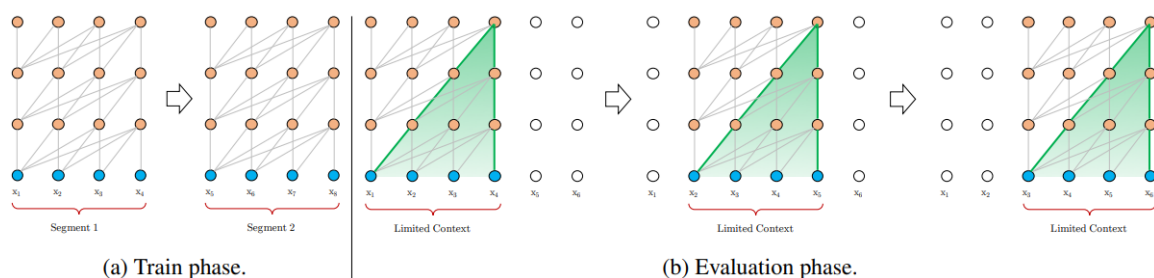 x₁ x₂ x₃ x₄
Segment 1
x₅ x₆ x₇ x₈
Segment 2
(a) Train phase.
x₁ x₂ x₃ x₄ x₅ x₆
Limited Context
x₁ x₂ x₃ x₄ x₅ x₆
Limited Context
x₁ x₂ x₃ x₄ x₅ x₆
Limited Context
(b) Evaluation phase.